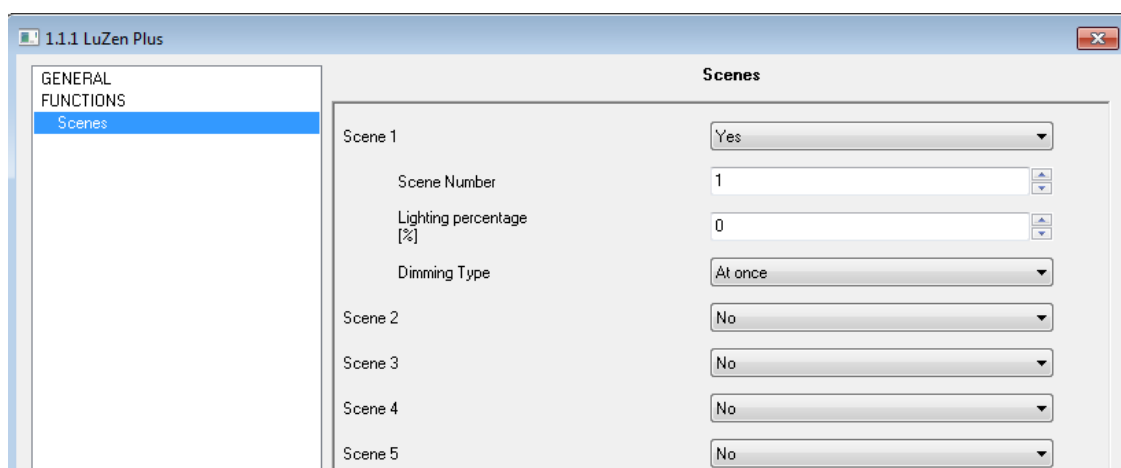 1.1.1 LuZen Plus
GENERAL
FUNCTIONS
Scenes
Scenes
Scene 1
Yes
Scene Number
1
Lighting percentage
[%]
0
Dimming Type
At once
Scene 2
No
Scene 3
No
Scene 4
No
Scene 5
No